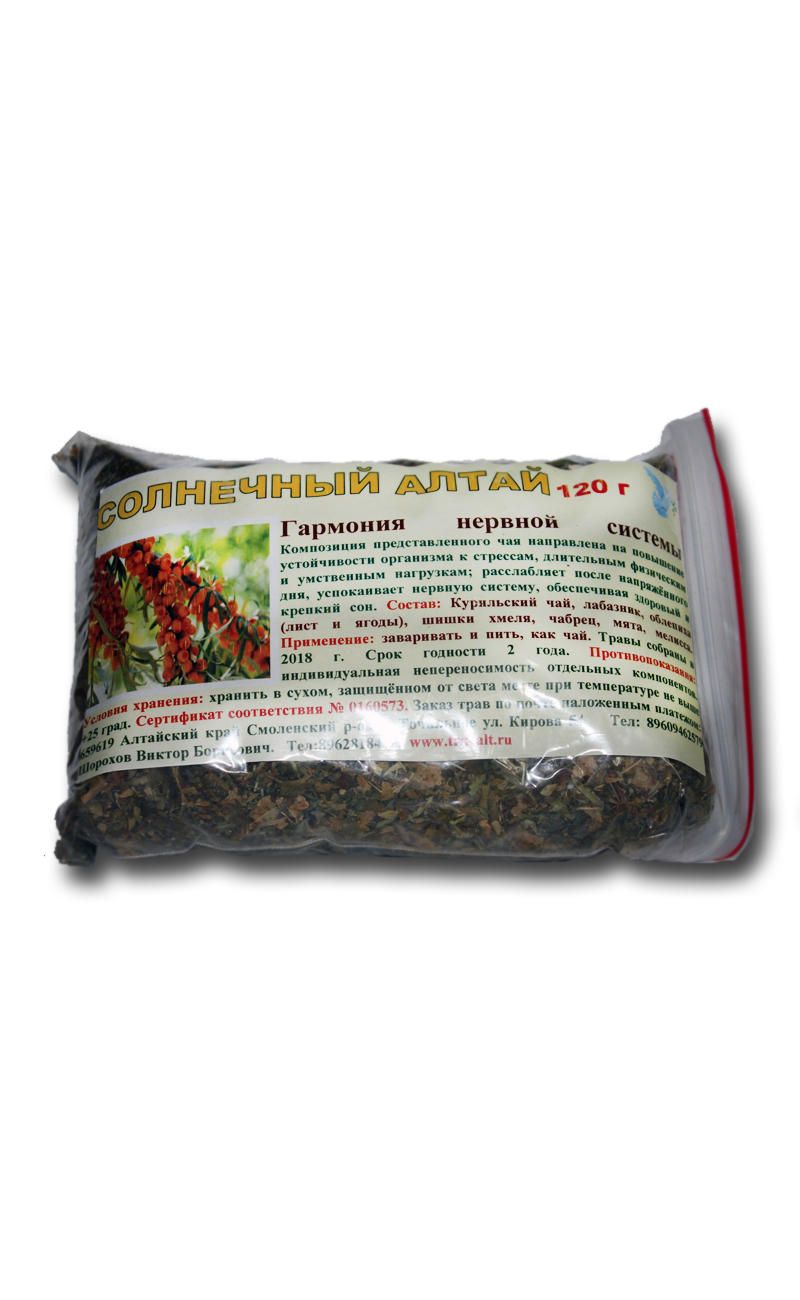 СОЛНЕЧНЫЙ АЛТАЙ 120 г
Гармония нервной системы
Композиция представленного чая направлена на повышение
устойчивости организма к стрессам, длительным физическим
и умственным нагрузкам; расслабляет после напряжённого
дня, успокаивает нервную систему, обеспечивая здоровый и
крепкий сон. Состав: Курильский чай, лабазник, облепиха
(лист и ягоды), шишки хмеля, чабрец, мята, мелисса.
Применение: заваривать и пить, как чай. Травы собраны в
2018 г. Срок годности 2 года. Противопоказания:
индивидуальная непереносимость отдельных компонентов.
Условия хранения: хранить в сухом, защищённом от света месте при температуре не выше
+25 град. Сертификат соответствия № 0160573. Заказ трав по почте наложенным платежом:
659619 Алтайский край Смоленский ул. Кирова Тел: 89609462579
Шорохов Виктор Борисович. Тел:89628184